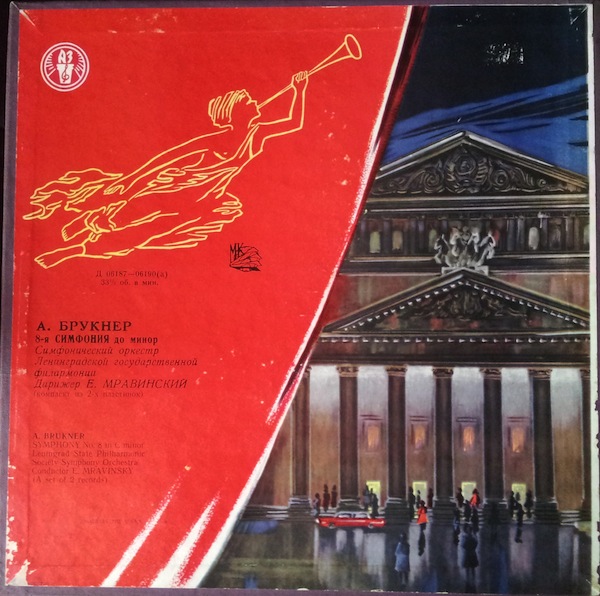 АЗ
МК
Д 06187—06190(а)
33⅓ об. в мин.
А. БРУКНЕР
8-я СИМФОНИЯ до минор
Симфонический оркестр
Ленинградской государственной
филармонии
Дирижер Е. МРАВИНСКИЙ
(комплект из 2-х пластинок)
A. BRUKNER
SYMPHONY No. 8 in C minor
Leningrad State Philharmonic
Society Symphony Orchestra
Conductor E. MRAVINSKY
(A set of 2 records)